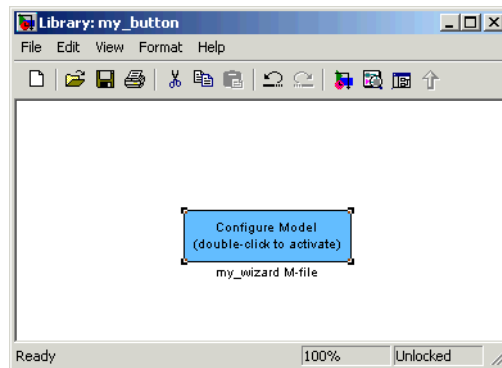 Library: my_button
File Edit View Format Help
Configure Model
(double-click to activate)
my_wizard M-file
Ready 100% Unlocked